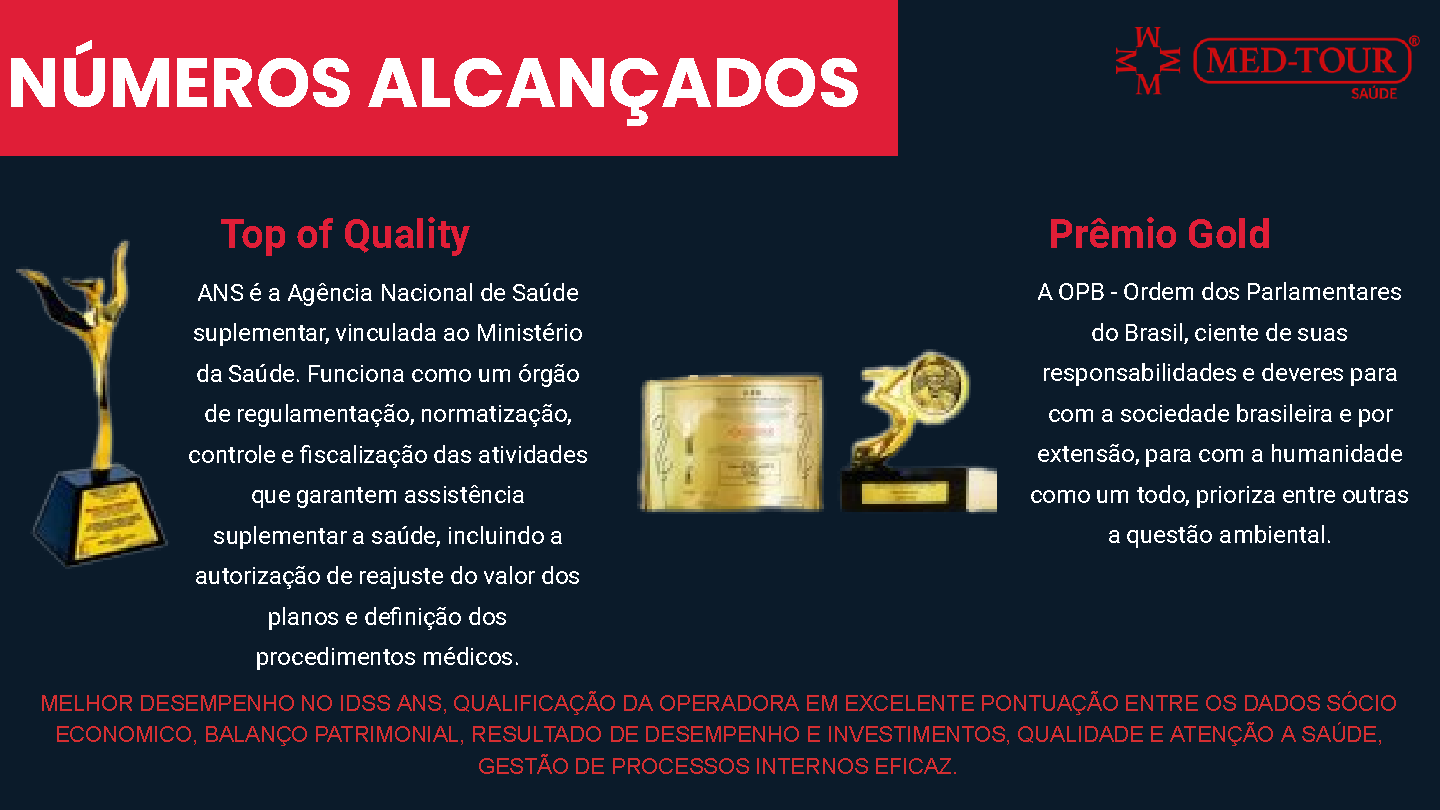 NÚMEROS ALCANÇADOS
MED-TOUR®
SAÚDE
Top of Quality
ANS é a Agência Nacional de Saúde
suplementar, vinculada ao Ministério
da Saúde. Funciona como um órgão
de regulamentação, normatização,
controle e fiscalização das atividades
que garantem assistência
suplementar a saúde, incluindo a
autorização de reajuste do valor dos
planos e definição dos
procedimentos médicos.
Prêmio Gold
A OPB - Ordem dos Parlamentares
do Brasil, ciente de suas
responsabilidades e deveres para
com a sociedade brasileira e por
extensão, para com a humanidade
como um todo, prioriza entre outras
a questão ambiental.
MELHOR DESEMPENHO NO IDSS ANS, QUALIFICAÇÃO DA OPERADORA EM EXCELENTE PONTUAÇÃO ENTRE OS DADOS SÓCIO
ECONOMICO, BALANÇO PATRIMONIAL, RESULTADO DE DESEMPENHO E INVESTIMENTOS, QUALIDADE E ATENÇÃO A SAÚDE,
GESTÃO DE PROCESSOS INTERNOS EFICAZ.